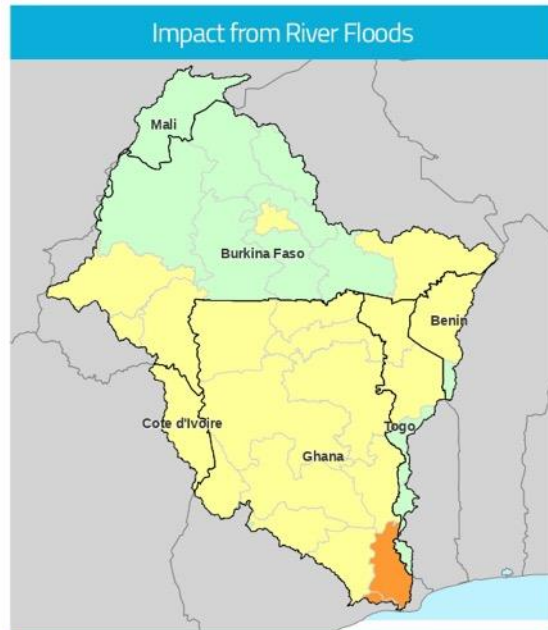 Impact from River Floods
Mali
Burkina Faso
Benin
Cote d'Ivoire
Togo
Ghana